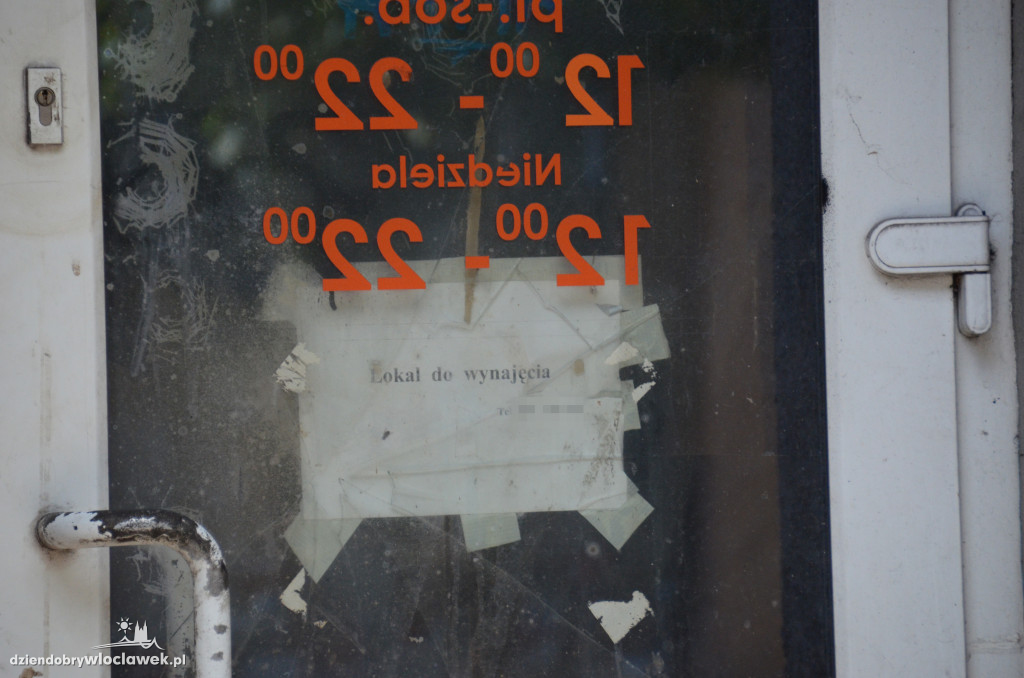 pt.-sob.
12⁰⁰ - 22⁰⁰
Niedziela
12⁰⁰ - 22⁰⁰
Lokal do wynajęcia
dziendobrywloclawek.pl